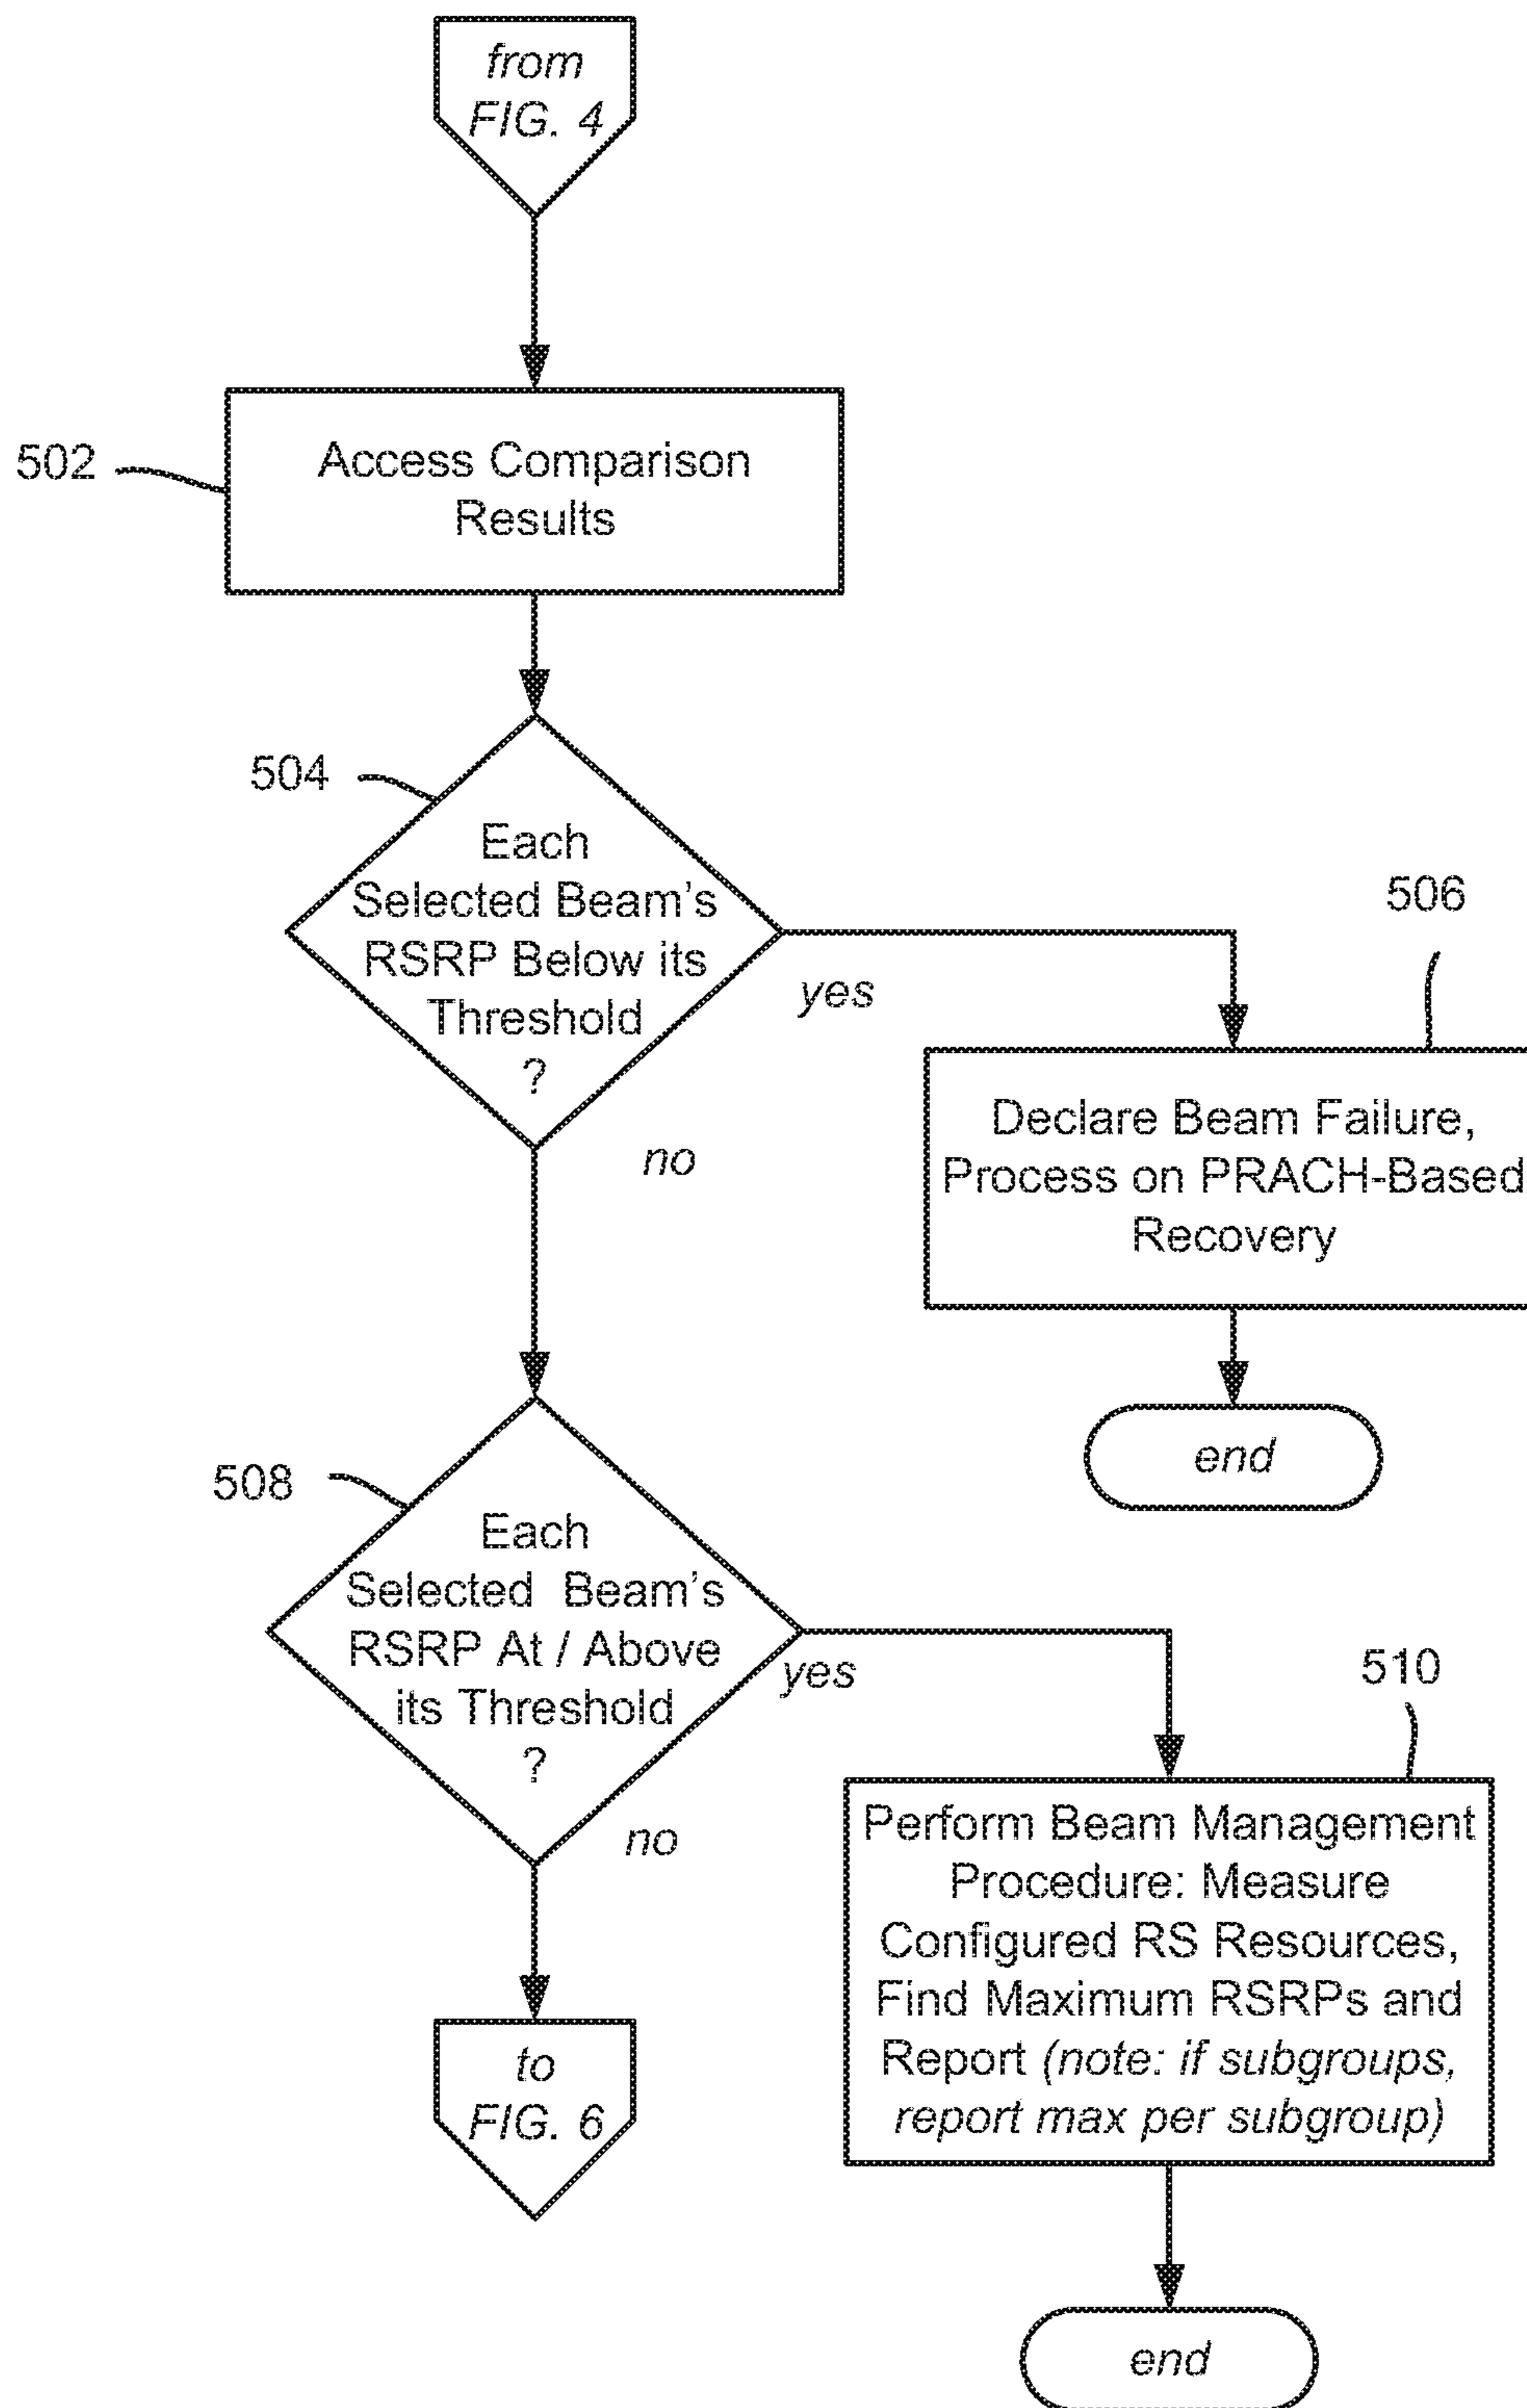 from
FIG. 4
502
Access Comparison
Results
504
Each
Selected Beam's
RSRP Below its
Threshold
?
yes
no
506
Declare Beam Failure,
Process on PRACH-Based
Recovery
end
508
Each
Selected Beam's
RSRP At / Above
its Threshold
?
yes
no
510
Perform Beam Management
Procedure: Measure
Configured RS Resources,
Find Maximum RSRPs and
Report (note: if subgroups,
report max per subgroup)
to
FIG. 6
end